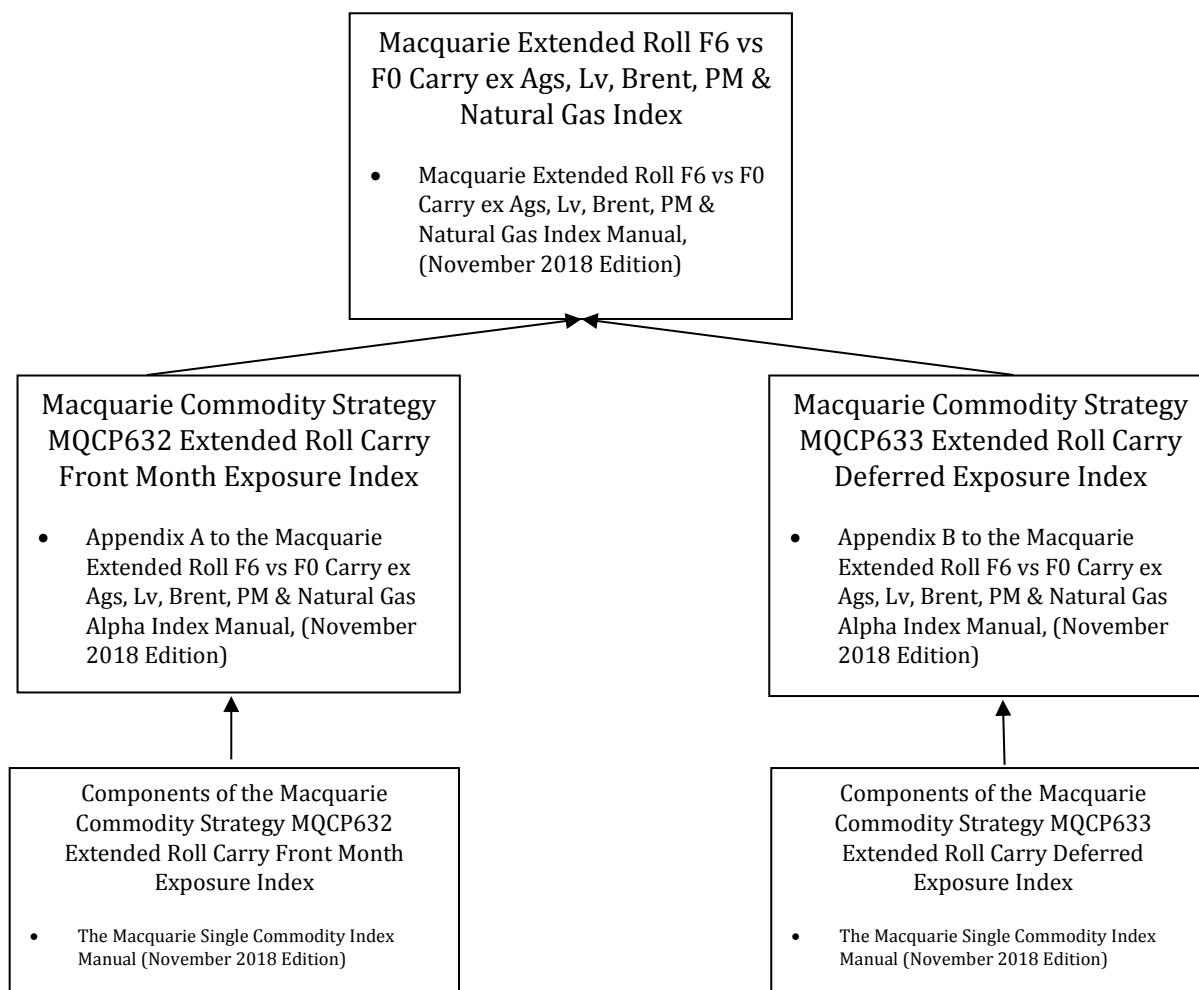 Macquarie Extended Roll F6 vs
F0 Carry ex Ags, Lv, Brent, PM &
Natural Gas Index
• Macquarie Extended Roll F6 vs F0
Carry ex Ags, Lv, Brent, PM &
Natural Gas Index Manual,
(November 2018 Edition)
Macquarie Commodity Strategy
MQCP632 Extended Roll Carry
Front Month Exposure Index
• Appendix A to the Macquarie
Extended Roll F6 vs F0 Carry ex
Ags, Lv, Brent, PM & Natural Gas
Alpha Index Manual, (November
2018 Edition)
Macquarie Commodity Strategy
MQCP633 Extended Roll Carry
Deferred Exposure Index
• Appendix B to the Macquarie
Extended Roll F6 vs F0 Carry ex
Ags, Lv, Brent, PM & Natural Gas
Alpha Index Manual, (November
2018 Edition)
Components of the Macquarie
Commodity Strategy MQCP632
Extended Roll Carry Front Month
Exposure Index
• The Macquarie Single Commodity Index
Manual (November 2018 Edition)
Components of the Macquarie
Commodity Strategy MQCP633
Extended Roll Carry Deferred
Exposure Index
• The Macquarie Single Commodity Index
Manual (November 2018 Edition)